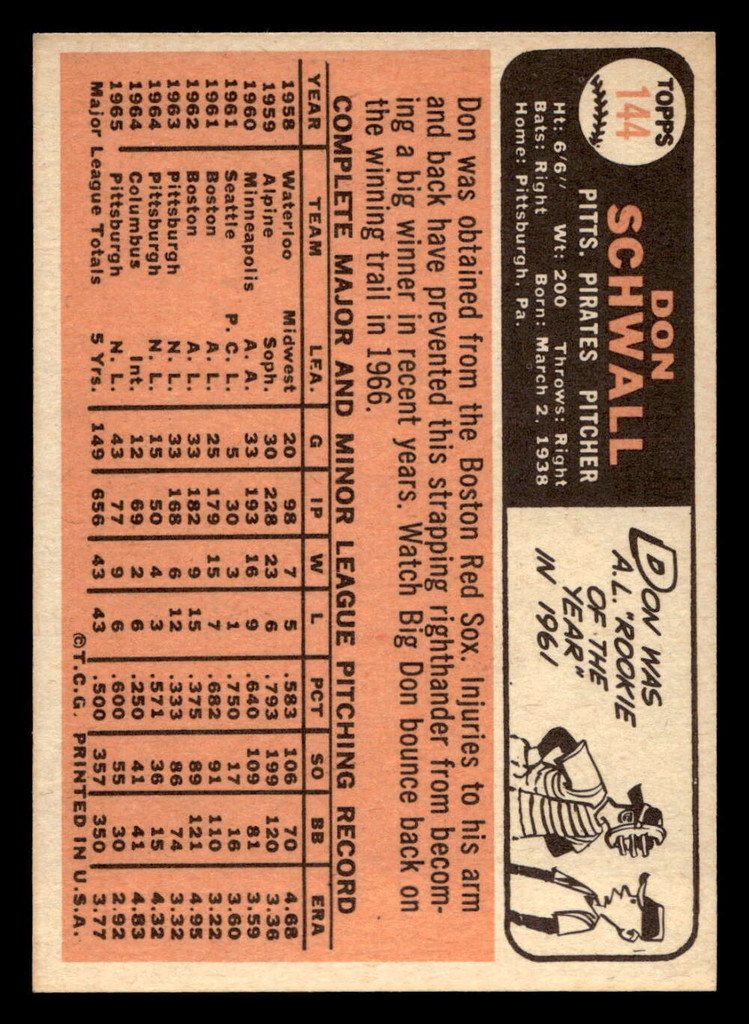 TOPPS
144
DON
SCHWALL
PITTS. PIRATES PITCHER
Ht: 6'6" Wt: 200 Throws: Right
Bats: Right Born: March 2, 1938
Home: Pittsburgh, Pa.
DON WAS
A.L. "ROOKIE
OF THE
YEAR"
IN 1961
Don was obtained from the Boston Red Sox. Injuries to his arm
and back have prevented this strapping righthander from becom-
ing a big winner in recent years. Watch Big Don bounce back on
the winning trail in 1966.
COMPLETE MAJOR AND MINOR LEAGUE PITCHING RECORD
YEAR TEAM LEA. G IP W L PCT SO BB ERA
1958 Waterloo Midwest 20 98 7 5 .583 106 70 4.68
1959 Alpine Soph. 30 228 23 6 .793 199 120 3.36
1960 Minneapolis A. A. 33 193 16 9 .640 109 81 3.59
1961 Seattle P. C. L. 5 30 3 1 .750 17 16 3.60
1961 Boston A. L. 25 179 15 7 .682 91 110 3.22
1962 Boston A. L. 33 182 9 15 .375 89 121 4.95
1963 Pittsburgh N. L. 33 168 6 12 .333 86 74 3.32
1964 Pittsburgh N. L. 15 50 4 3 .571 36 15 4.32
1964 Columbus Int. 12 69 2 6 .250 41 41 4.83
1965 Pittsburgh N. L. 43 77 9 6 .600 55 30 2.92
Major League Totals 5 Yrs. 149 656 43 43 .500 357 350 3.77
©T.C.G. PRINTED IN U.S.A.